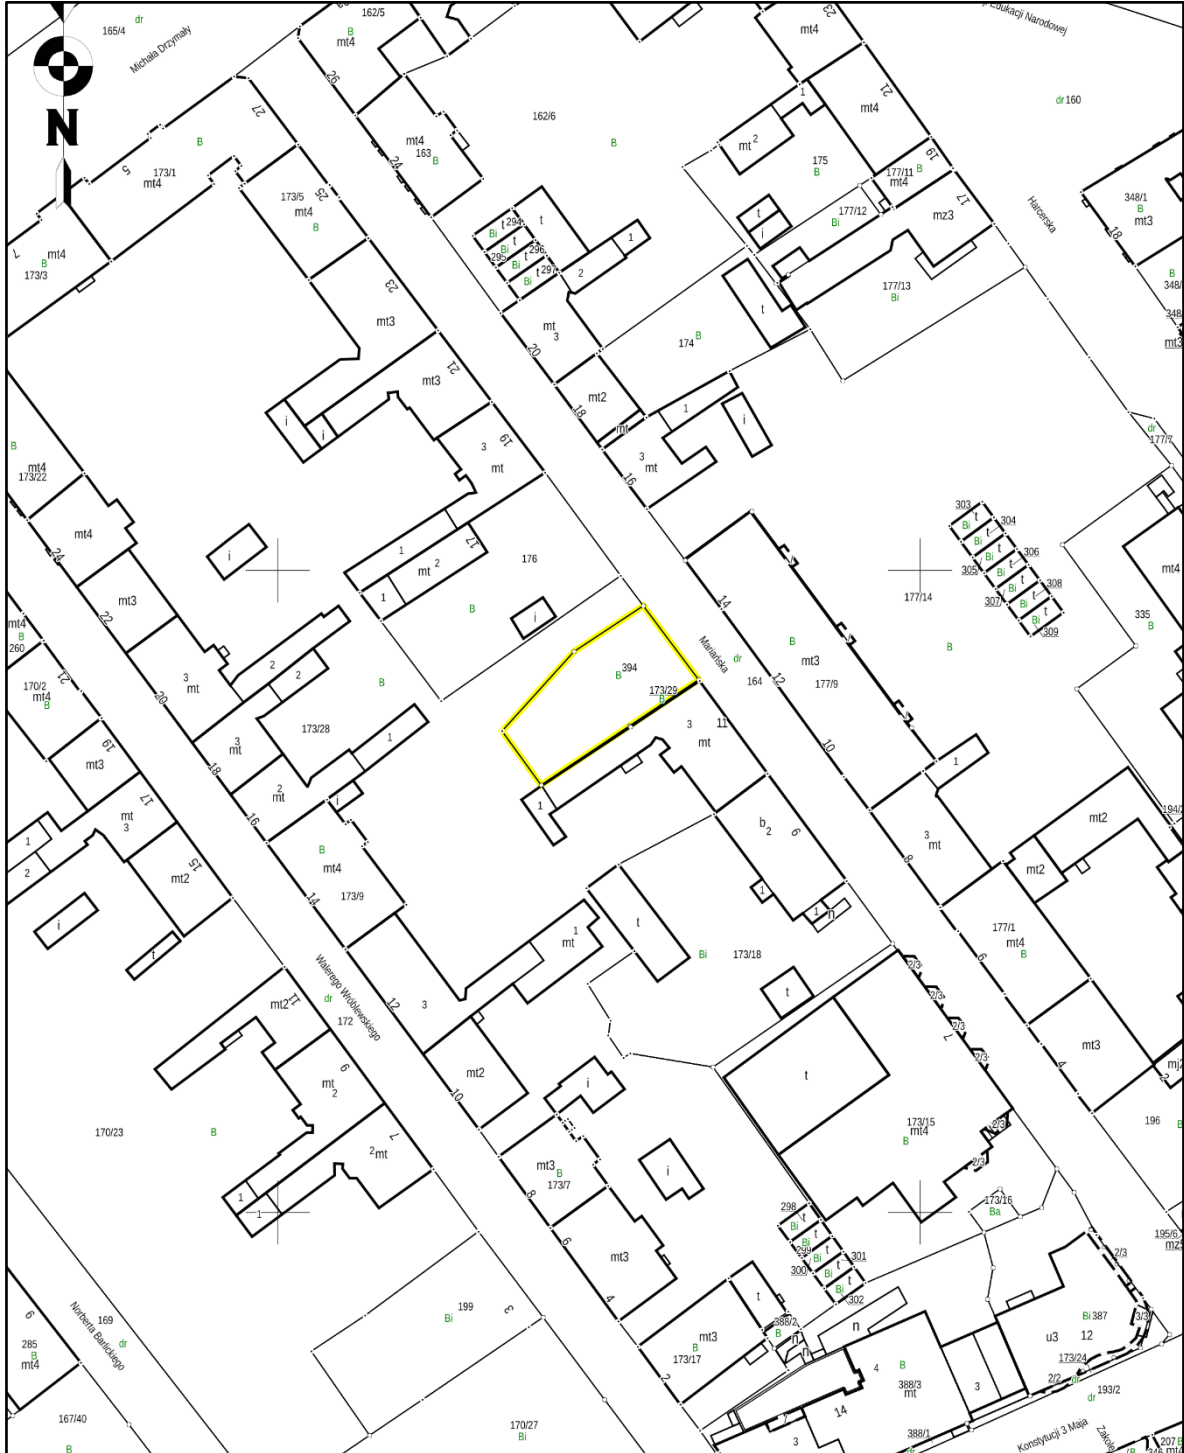 162/5
B
mt4
26
165/4
dr
Michała Drzymały
N
27
B
173/1
mt4
5
7
mt4
B
173/3
173/5
mt4
B
25
mt4
163
B
24
162/6
B
23
mt4
Edukacji Narodowej
dr 160
21
mt4
1
mt 2
175
B
19
177/11
B
mt4
17
mz3
177/12
Bi
t
i
Harcerska
348/1
B
mt3
18
B
294
t
t
Bi
Bi
t
295
296
t
Bi
297
t
Bi
1
2
177/13
Bi
t
174
B
23
mt3
mt
3
20
21
mt3
i
i
18
mt2
mt
1
i
19
3
mt
3
mt
16
dr
177/7
B
mt4
173/22
mt4
24
i
mt3
22
1
17
mt 2
1
176
B
i
303
t
Bi
304
Bi
t
305
Bi
t
306
Bi
t
307
Bi
t
308
Bi
t
Bi
309
177/14
B
mt4
335
B
14
B
mt3
177/9
12
10
Mariańska
dr
164
394
B
173/29
B
11
3
mt
mt4
B
260
170/2
mt4
B
21
3
mt
20
2
2
B
173/28
1
3
mt
18
19
mt3
17
mt
3
2
mt
16
i
1
2
15
mt2
i
t
B
mt4
173/9
14
1
b
2
9
1
1
n
1
3
mt
8
mt2
mt2
t
Bi 173/18
t
1
mt
3
12
Walerego Wróblewskiego
dr
172
11
mt2
177/1
mt4
B
6
2/3
2/3
2/3
2/3
7
t
173/15
B
mt4
2/3
2/3
mt3
4
2
196
mt
2
9
mt2
10
i
170/23
B
7
2 mt
1
1
mt3
B
173/7
8
i
6
mt3
4
298
t
Bi
Bi
t
299
t
Bi
300
301
Bi
t
Bi
302
173/16
Ba
195/6
2/3
Bi 387
3/3
u3 12
173/24
2/2
dr
193/2
dr
199
Bi
3
Norberta Barlickiego
169
dr
9
285
B
mt4
167/40
B
170/27
Bi
mt3
B
173/17
2
t
388/2
B
n
n
n
4
B
388/3
mt
3
14
3
388/1
dr
Konstytucji 3 Maja
207